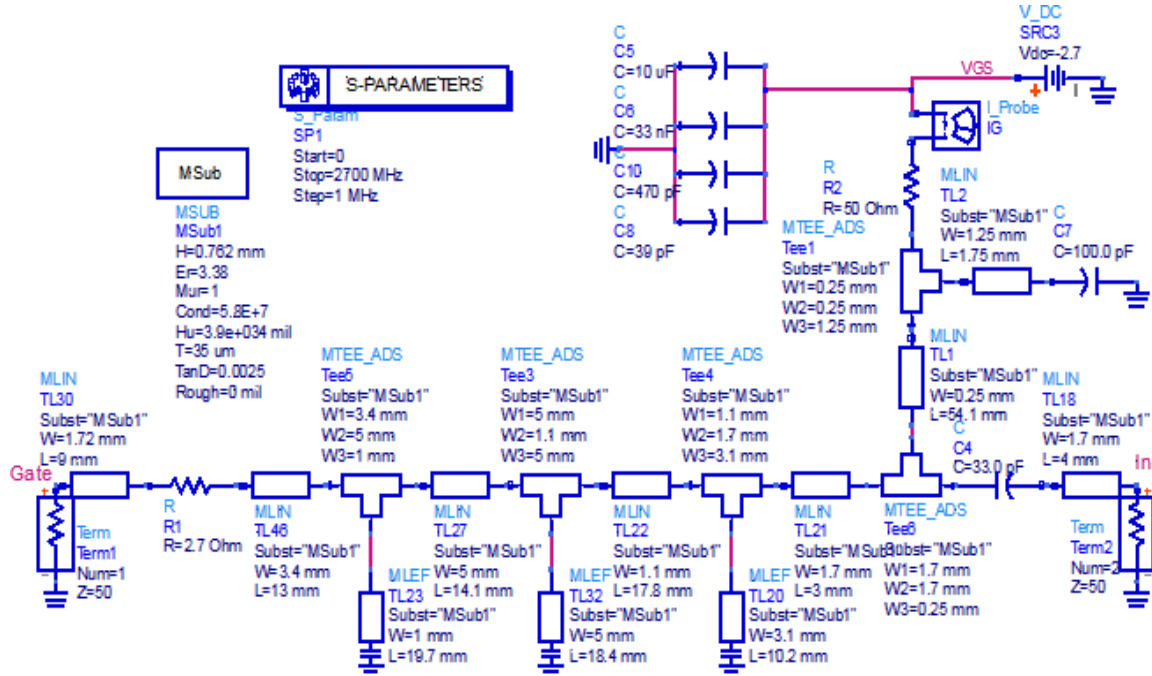 C
C5
C=10 uF
C
C6
C=33 nF
C
C10
C=470 pF
C
C8
C=39 pF
V_DC
SRC3
Vdc=-2.7
VGS
+
I_Probe
IG
S-PARAMETERS
S_Param
SP1
Start=0
Stop=2700 MHz
Step=1 MHz
MSub
MSUB
MSub1
H=0.762 mm
Er=3.38
Mur=1
Cond=5.8E+7
Hu=3.9e+034 mil
T=35 um
TanD=0.0025
Rough=0 mil
R
R2
R=50 Ohm
MLIN
TL2
Subst="MSub1"
W=1.25 mm
L=1.75 mm
C
C7
C=100.0 pF
MTEE_ADS
Tee1
Subst="MSub1"
W1=0.25 mm
W2=0.25 mm
W3=1.25 mm
MLIN
TL1
Subst="MSub1"
W=0.25 mm
L=54.1 mm
C
C4
C=33.0 pF
MLIN
TL18
Subst="MSub1"
W=1.7 mm
L=4 mm
In
MLIN
TL30
Subst="MSub1"
W=1.72 mm
L=9 mm
Gate
MTEE_ADS
Tee5
Subst="MSub1"
W1=3.4 mm
W2=5 mm
W3=1 mm
MTEE_ADS
Tee3
Subst="MSub1"
W1=5 mm
W2=1.1 mm
W3=5 mm
MTEE_ADS
Tee4
Subst="MSub1"
W1=1.1 mm
W2=1.7 mm
W3=3.1 mm
Term
Term1
Num=1
Z=50
R
R1
R=2.7 Ohm
MLIN
TL46
Subst="MSub1"
W=3.4 mm
L=13 mm
MLIN
TL27
Subst="MSub1"
W=5 mm
L=14.1 mm
MLIN
TL22
Subst="MSub1"
W=1.1 mm
L=17.8 mm
MLIN
TL21
Subst="MSub1"
W=1.7 mm
L=3 mm
MTEE_ADS
Tee6
Subst="MSub1"
W1=1.7 mm
W2=1.7 mm
W3=0.25 mm
Term
Term2
Num=2
Z=50
MLEF
TL23
Subst="MSub1"
W=1 mm
L=19.7 mm
MLEF
TL32
Subst="MSub1"
W=5 mm
L=18.4 mm
MLEF
TL20
Subst="MSub1"
W=3.1 mm
L=10.2 mm